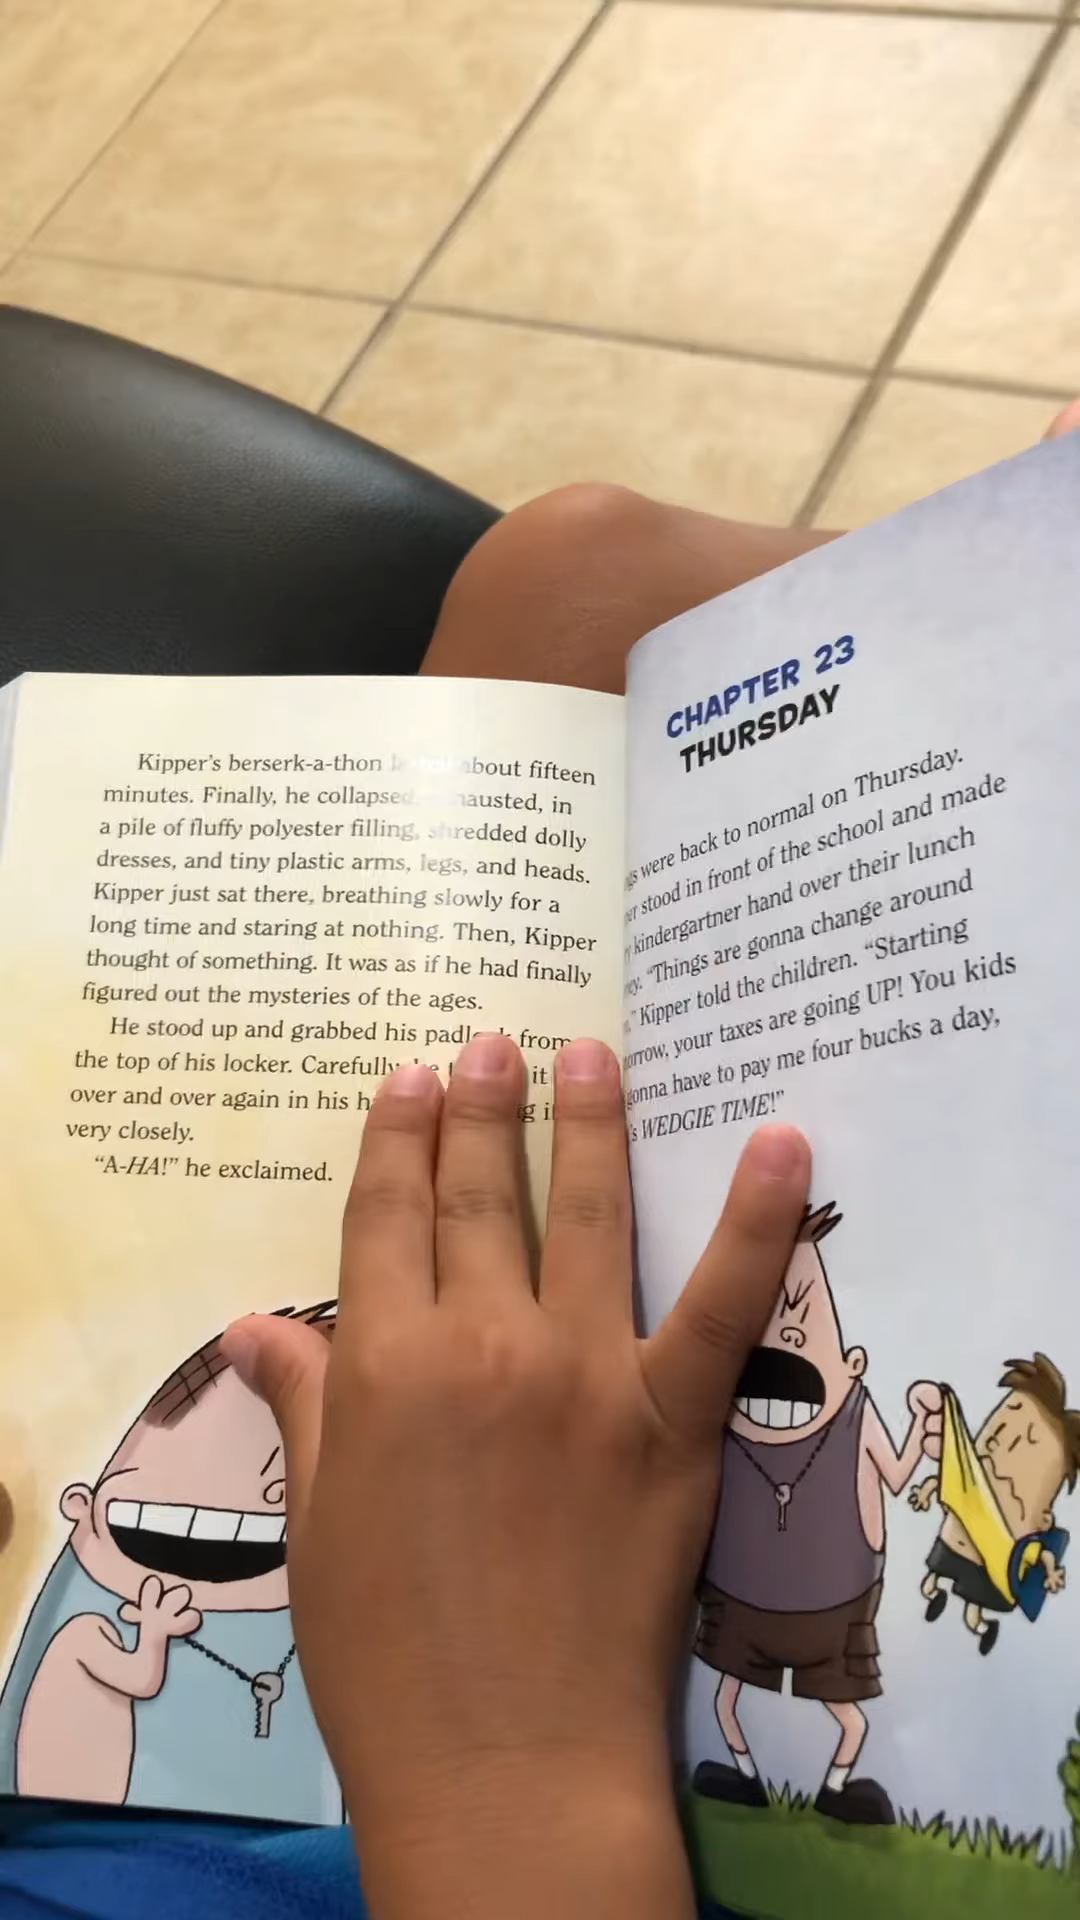 Kipper's berserk-a-thon about fifteen
minutes. Finally, he collapsed, in
a pile of fluffy polyester filling, shredded dolly
dresses, and tiny plastic arms, legs, and heads.
Kipper just sat there, breathing slowly for a
long time and staring at nothing. Then, Kipper
thought of something. It was as if he had finally
figured out the mysteries of the ages.
He stood up and grabbed his from
the top of his locker. Carefully it
over and over again in his
very closely.
"A-HA!" he exclaimed.
CHAPTER 23
THURSDAY
were back to normal on Thursday.
stood in front of the school and made
kindergartner hand over their lunch
"Things are gonna change around
Kipper told the children. "Starting
your taxes are going UP! You kids
gonna have to pay me four bucks a day,
WEDGIE TIME!"